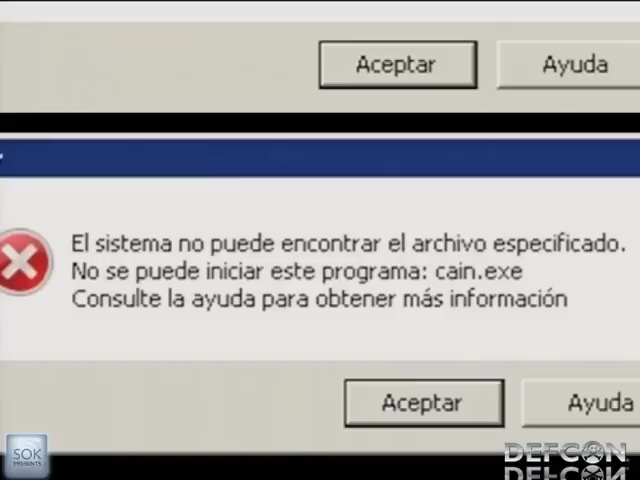 Aceptar
Ayuda
El sistema no puede encontrar el archivo especificado.
No se puede iniciar este programa: cain.exe
Consulte la ayuda para obtener más información
Aceptar
Ayuda
SOK
PRESENTS
DEFCON
DEFCON